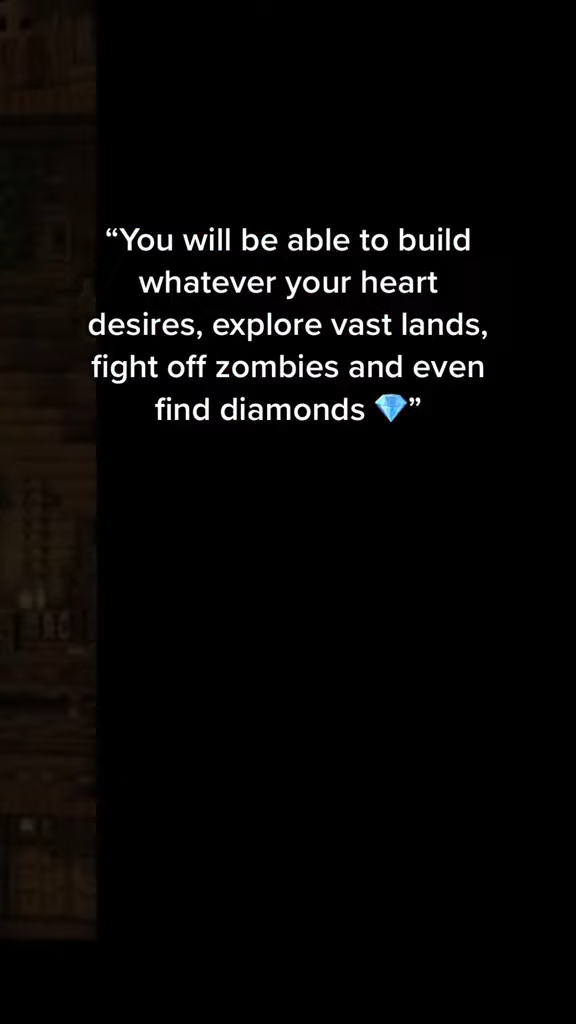 “You will be able to build
whatever your heart
desires, explore vast lands,
fight off zombies and even
find diamonds 💎”